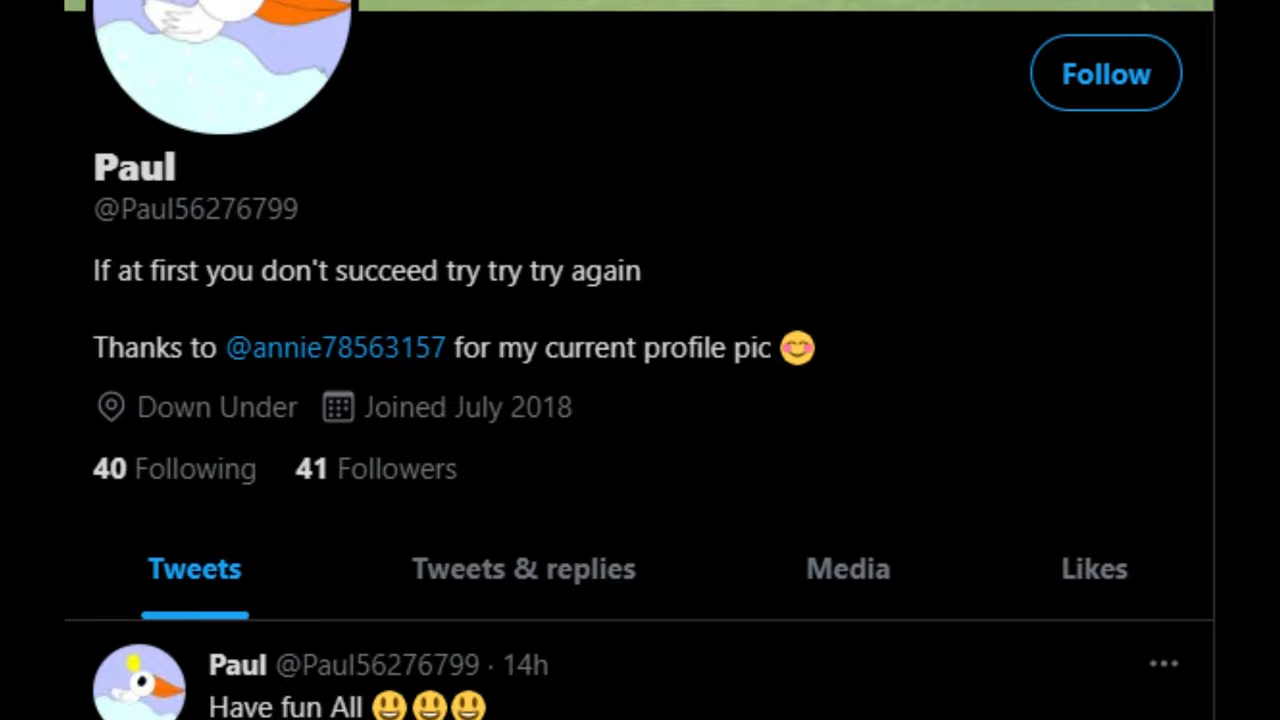 Follow
Paul
@Paul56276799
If at first you don't succeed try try try again
Thanks to @annie78563157 for my current profile pic 😊
Down Under Joined July 2018
40 Following 41 Followers
Tweets Tweets & replies Media Likes
Paul @Paul56276799 · 14h
Have fun All 😃😃😃